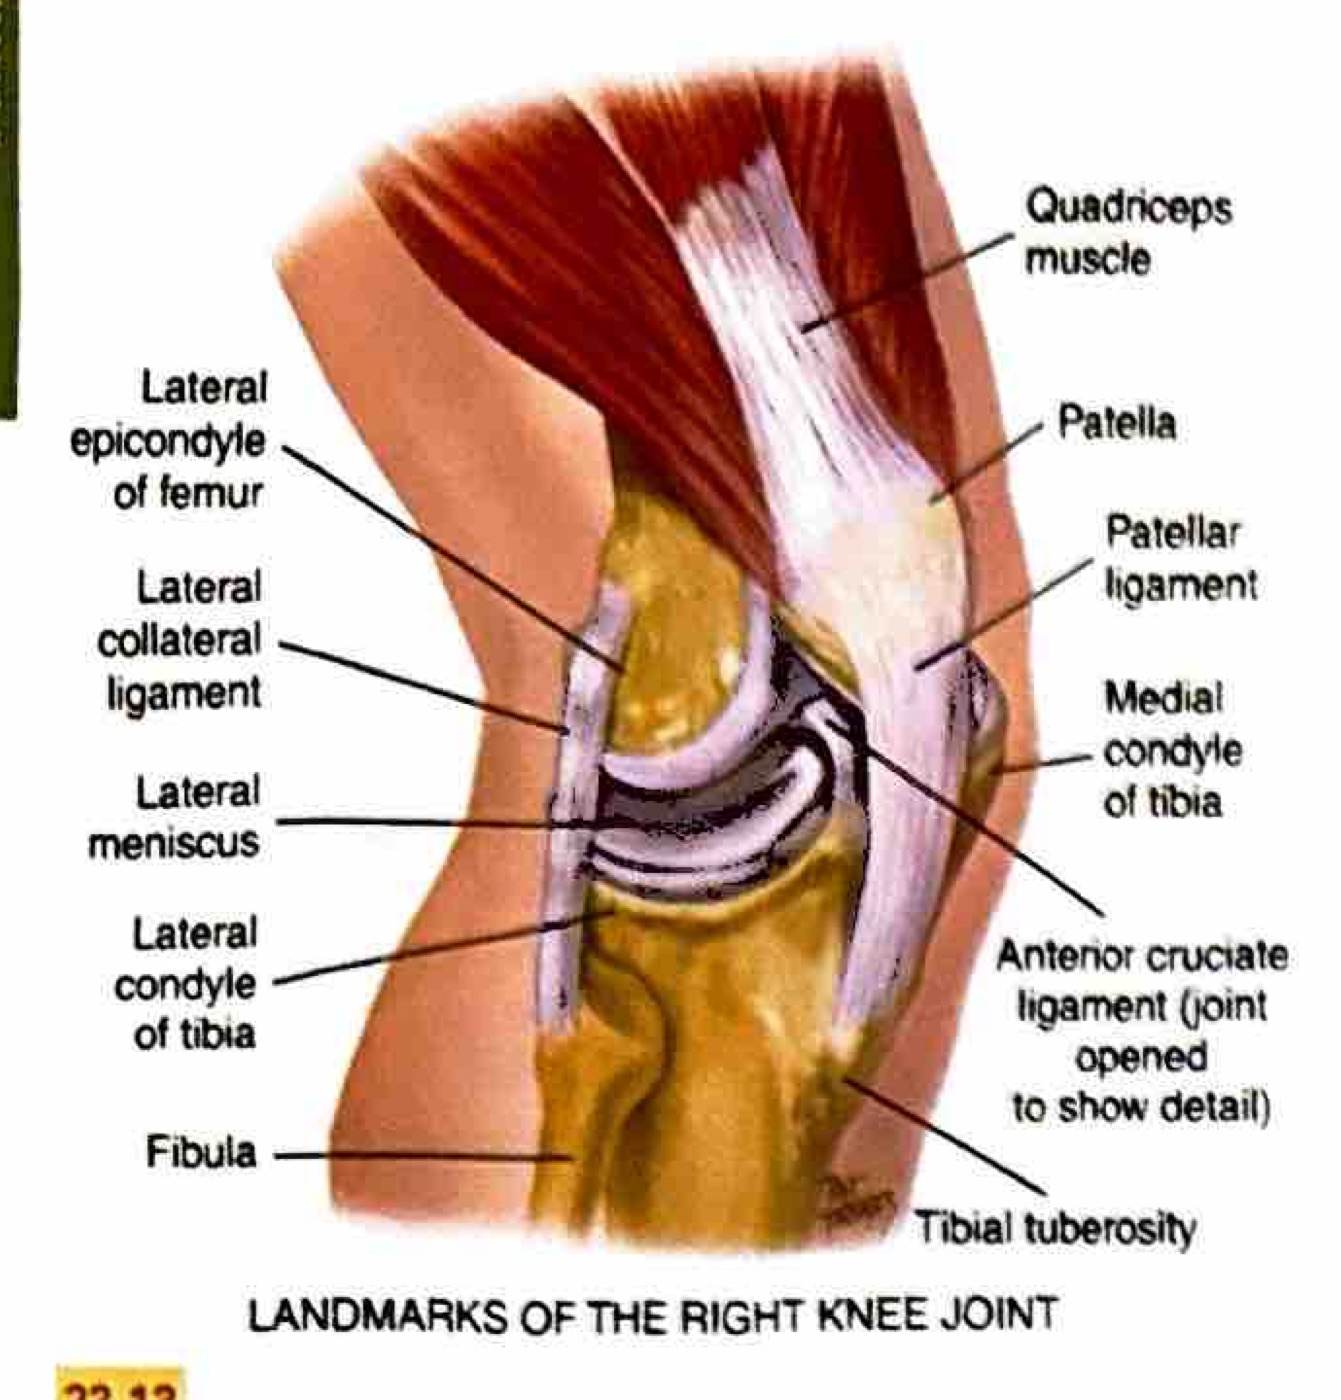 Quadriceps
muscle
Patella
Patellar
ligament
Medial
condyle
of tibia
Anterior cruciate
ligament (joint
opened
to show detail)
Tibial tuberosity
Lateral
epicondyle
of femur
Lateral
collateral
ligament
Lateral
meniscus
Lateral
condyle
of tibia
Fibula
LANDMARKS OF THE RIGHT KNEE JOINT